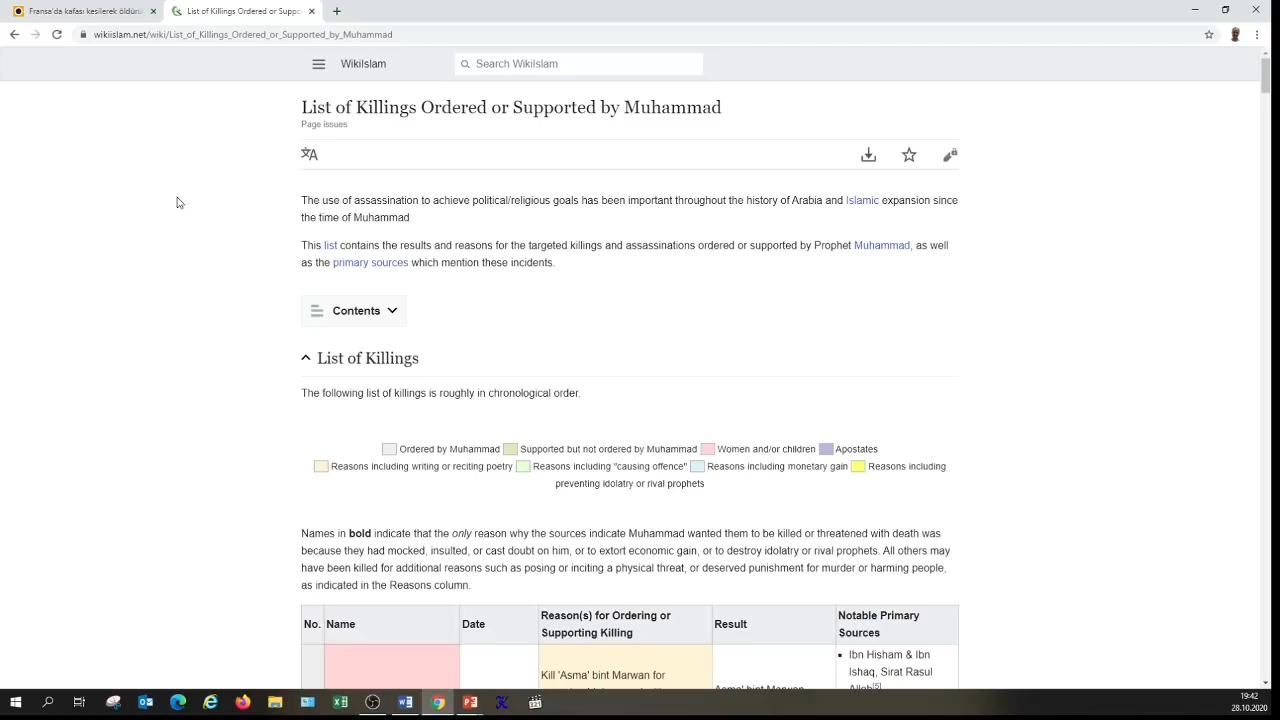 Fransa'da kafası kesilerek öldürü
List of Killings Ordered or Suppo
wikiislam.net/wiki/List_of_Killings_Ordered_or_Supported_by_Muhammad
WikiIslam
Search WikiIslam
List of Killings Ordered or Supported by Muhammad
Page issues
The use of assassination to achieve political/religious goals has been important throughout the history of Arabia and Islamic expansion since
the time of Muhammad.
This list contains the results and reasons for the targeted killings and assassinations ordered or supported by Prophet Muhammad, as well
as the primary sources which mention these incidents.
Contents
List of Killings
The following list of killings is roughly in chronological order.
Ordered by Muhammad Supported but not ordered by Muhammad Women and/or children Apostates
Reasons including writing or reciting poetry Reasons including "causing offence" Reasons including monetary gain Reasons including
preventing idolatry or rival prophets
Names in bold indicate that the only reason why the sources indicate Muhammad wanted them to be killed or threatened with death was
because they had mocked, insulted, or cast doubt on him, or to extort economic gain, or to destroy idolatry or rival prophets. All others may
have been killed for additional reasons such as posing or inciting a physical threat, or deserved punishment for murder or harming people,
as indicated in the Reasons column.
No. Name Date Reason(s) for Ordering or Supporting Killing Result Notable Primary Sources
Kill 'Asma' bint Marwan for
Ibn Hisham & Ibn
Ishaq, Sirat Rasul
Allah[5]
'Asma' bint Marwan
19:42
28.10.2020